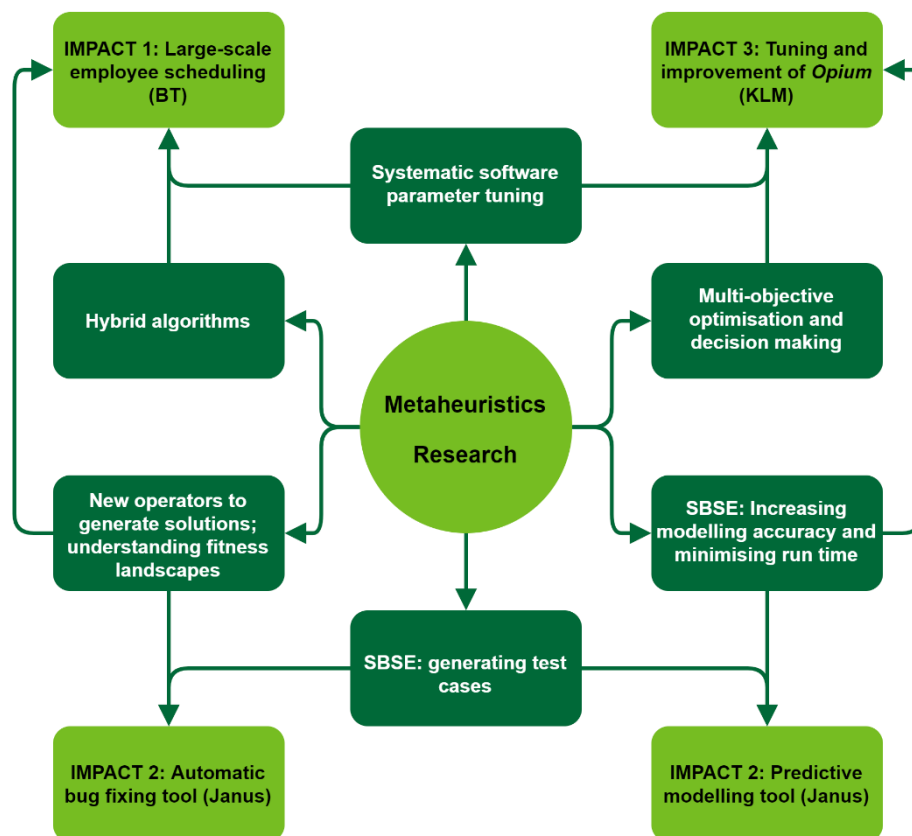 IMPACT 1: Large-scale
employee scheduling
(BT)
IMPACT 3: Tuning and
improvement of Opium
(KLM)
Systematic software
parameter tuning
Hybrid algorithms
Multi-objective
optimisation and
decision making
Metaheuristics
Research
New operators to
generate solutions;
understanding fitness
landscapes
SBSE: Increasing
modelling accuracy and
minimising run time
SBSE: generating test
cases
IMPACT 2: Automatic
bug fixing tool (Janus)
IMPACT 2: Predictive
modelling tool (Janus)